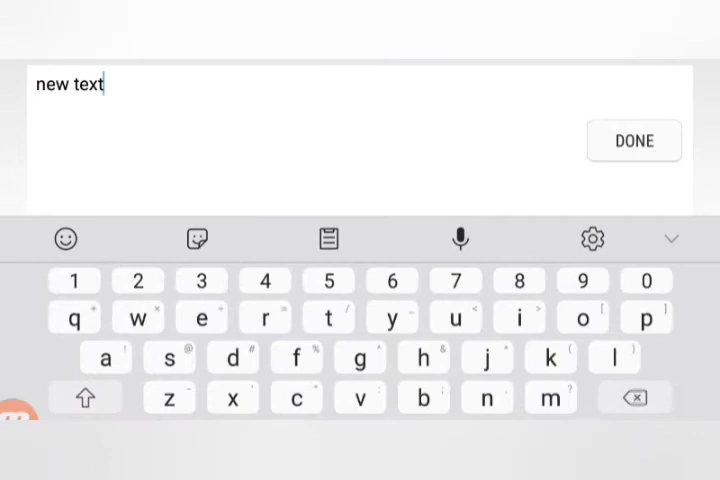 new text
DONE
1 2 3 4 5 6 7 8 9 0
q w e r t y u i o p
a s d f g h j k l
z x c v b n m